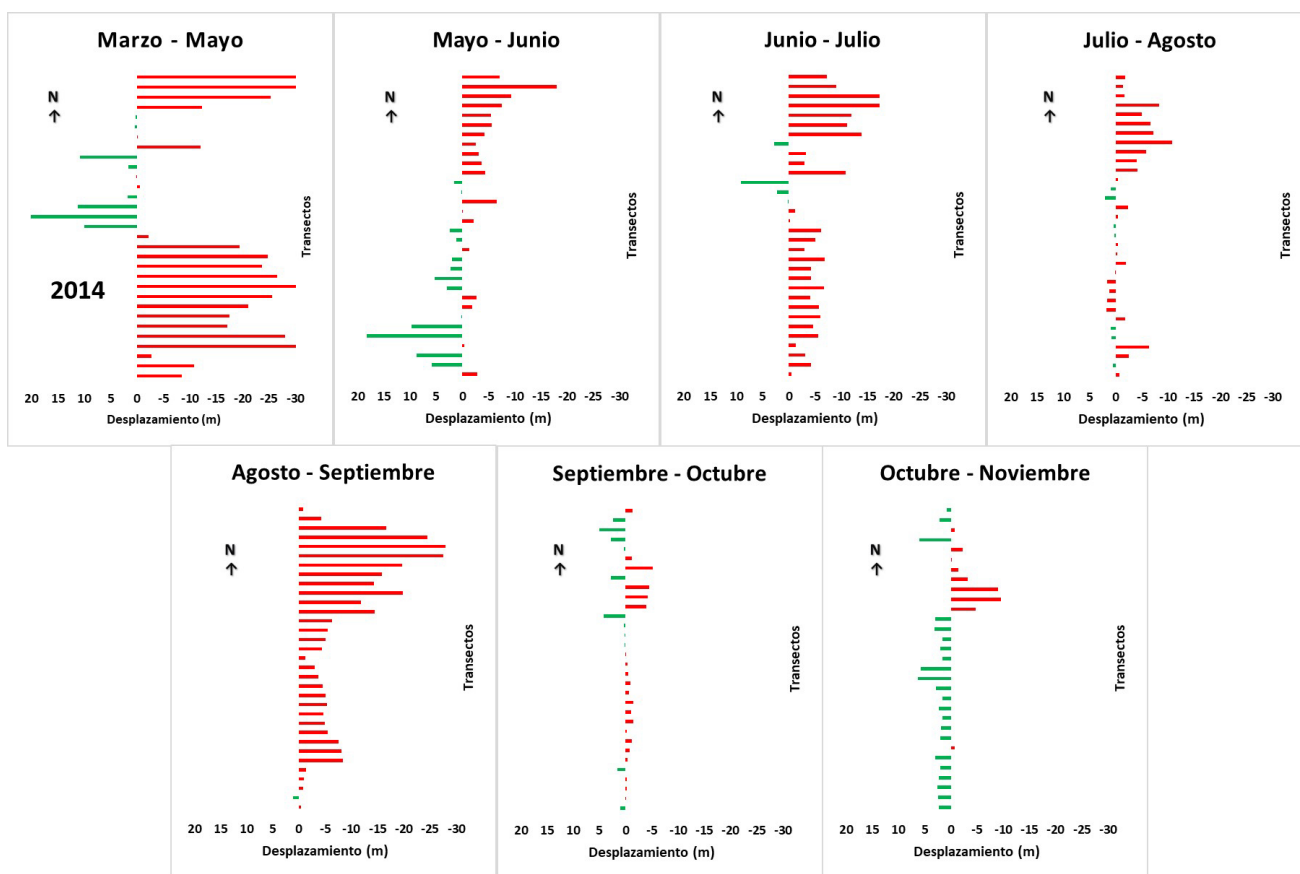 Marzo - Mayo
N
Transectos
2014
20 15 10 5 0 -5 -10 -15 -20 -25 -30
Desplazamiento (m)
Mayo - Junio
N
Transectos
20 15 10 5 0 -5 -10 -15 -20 -25 -30
Desplazamiento (m)
Junio - Julio
N
Transectos
20 15 10 5 0 -5 -10 -15 -20 -25 -30
Desplazamiento (m)
Julio - Agosto
N
Transectos
20 15 10 5 0 -5 -10 -15 -20 -25 -30
Desplazamiento (m)
Agosto - Septiembre
N
Transectos
20 15 10 5 0 -5 -10 -15 -20 -25 -30
Desplazamiento (m)
Septiembre - Octubre
N
Transectos
20 15 10 5 0 -5 -10 -15 -20 -25 -30
Desplazamiento (m)
Octubre - Noviembre
N
Transectos
20 15 10 5 0 -5 -10 -15 -20 -25 -30
Desplazamiento (m)